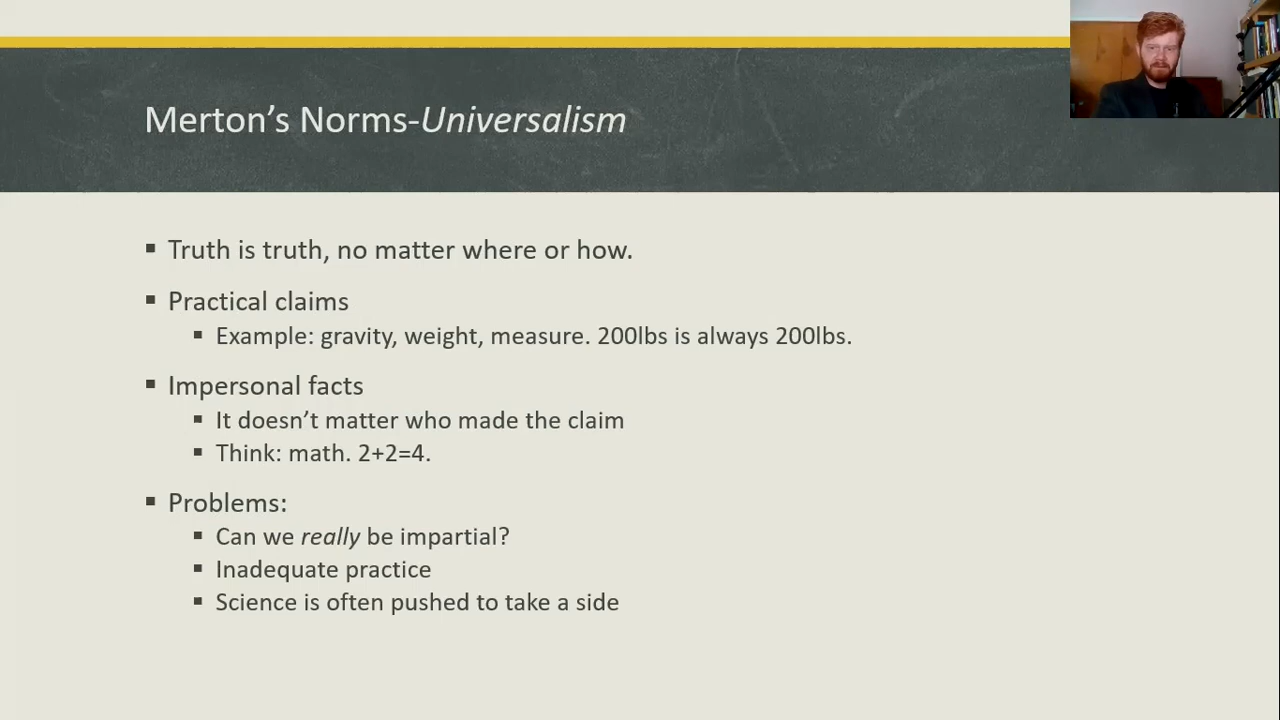 Merton’s Norms-Universalism
▪ Truth is truth, no matter where or how.
▪ Practical claims
▪ Example: gravity, weight, measure. 200lbs is always 200lbs.
▪ Impersonal facts
▪ It doesn’t matter who made the claim
▪ Think: math. 2+2=4.
▪ Problems:
▪ Can we really be impartial?
▪ Inadequate practice
▪ Science is often pushed to take a side